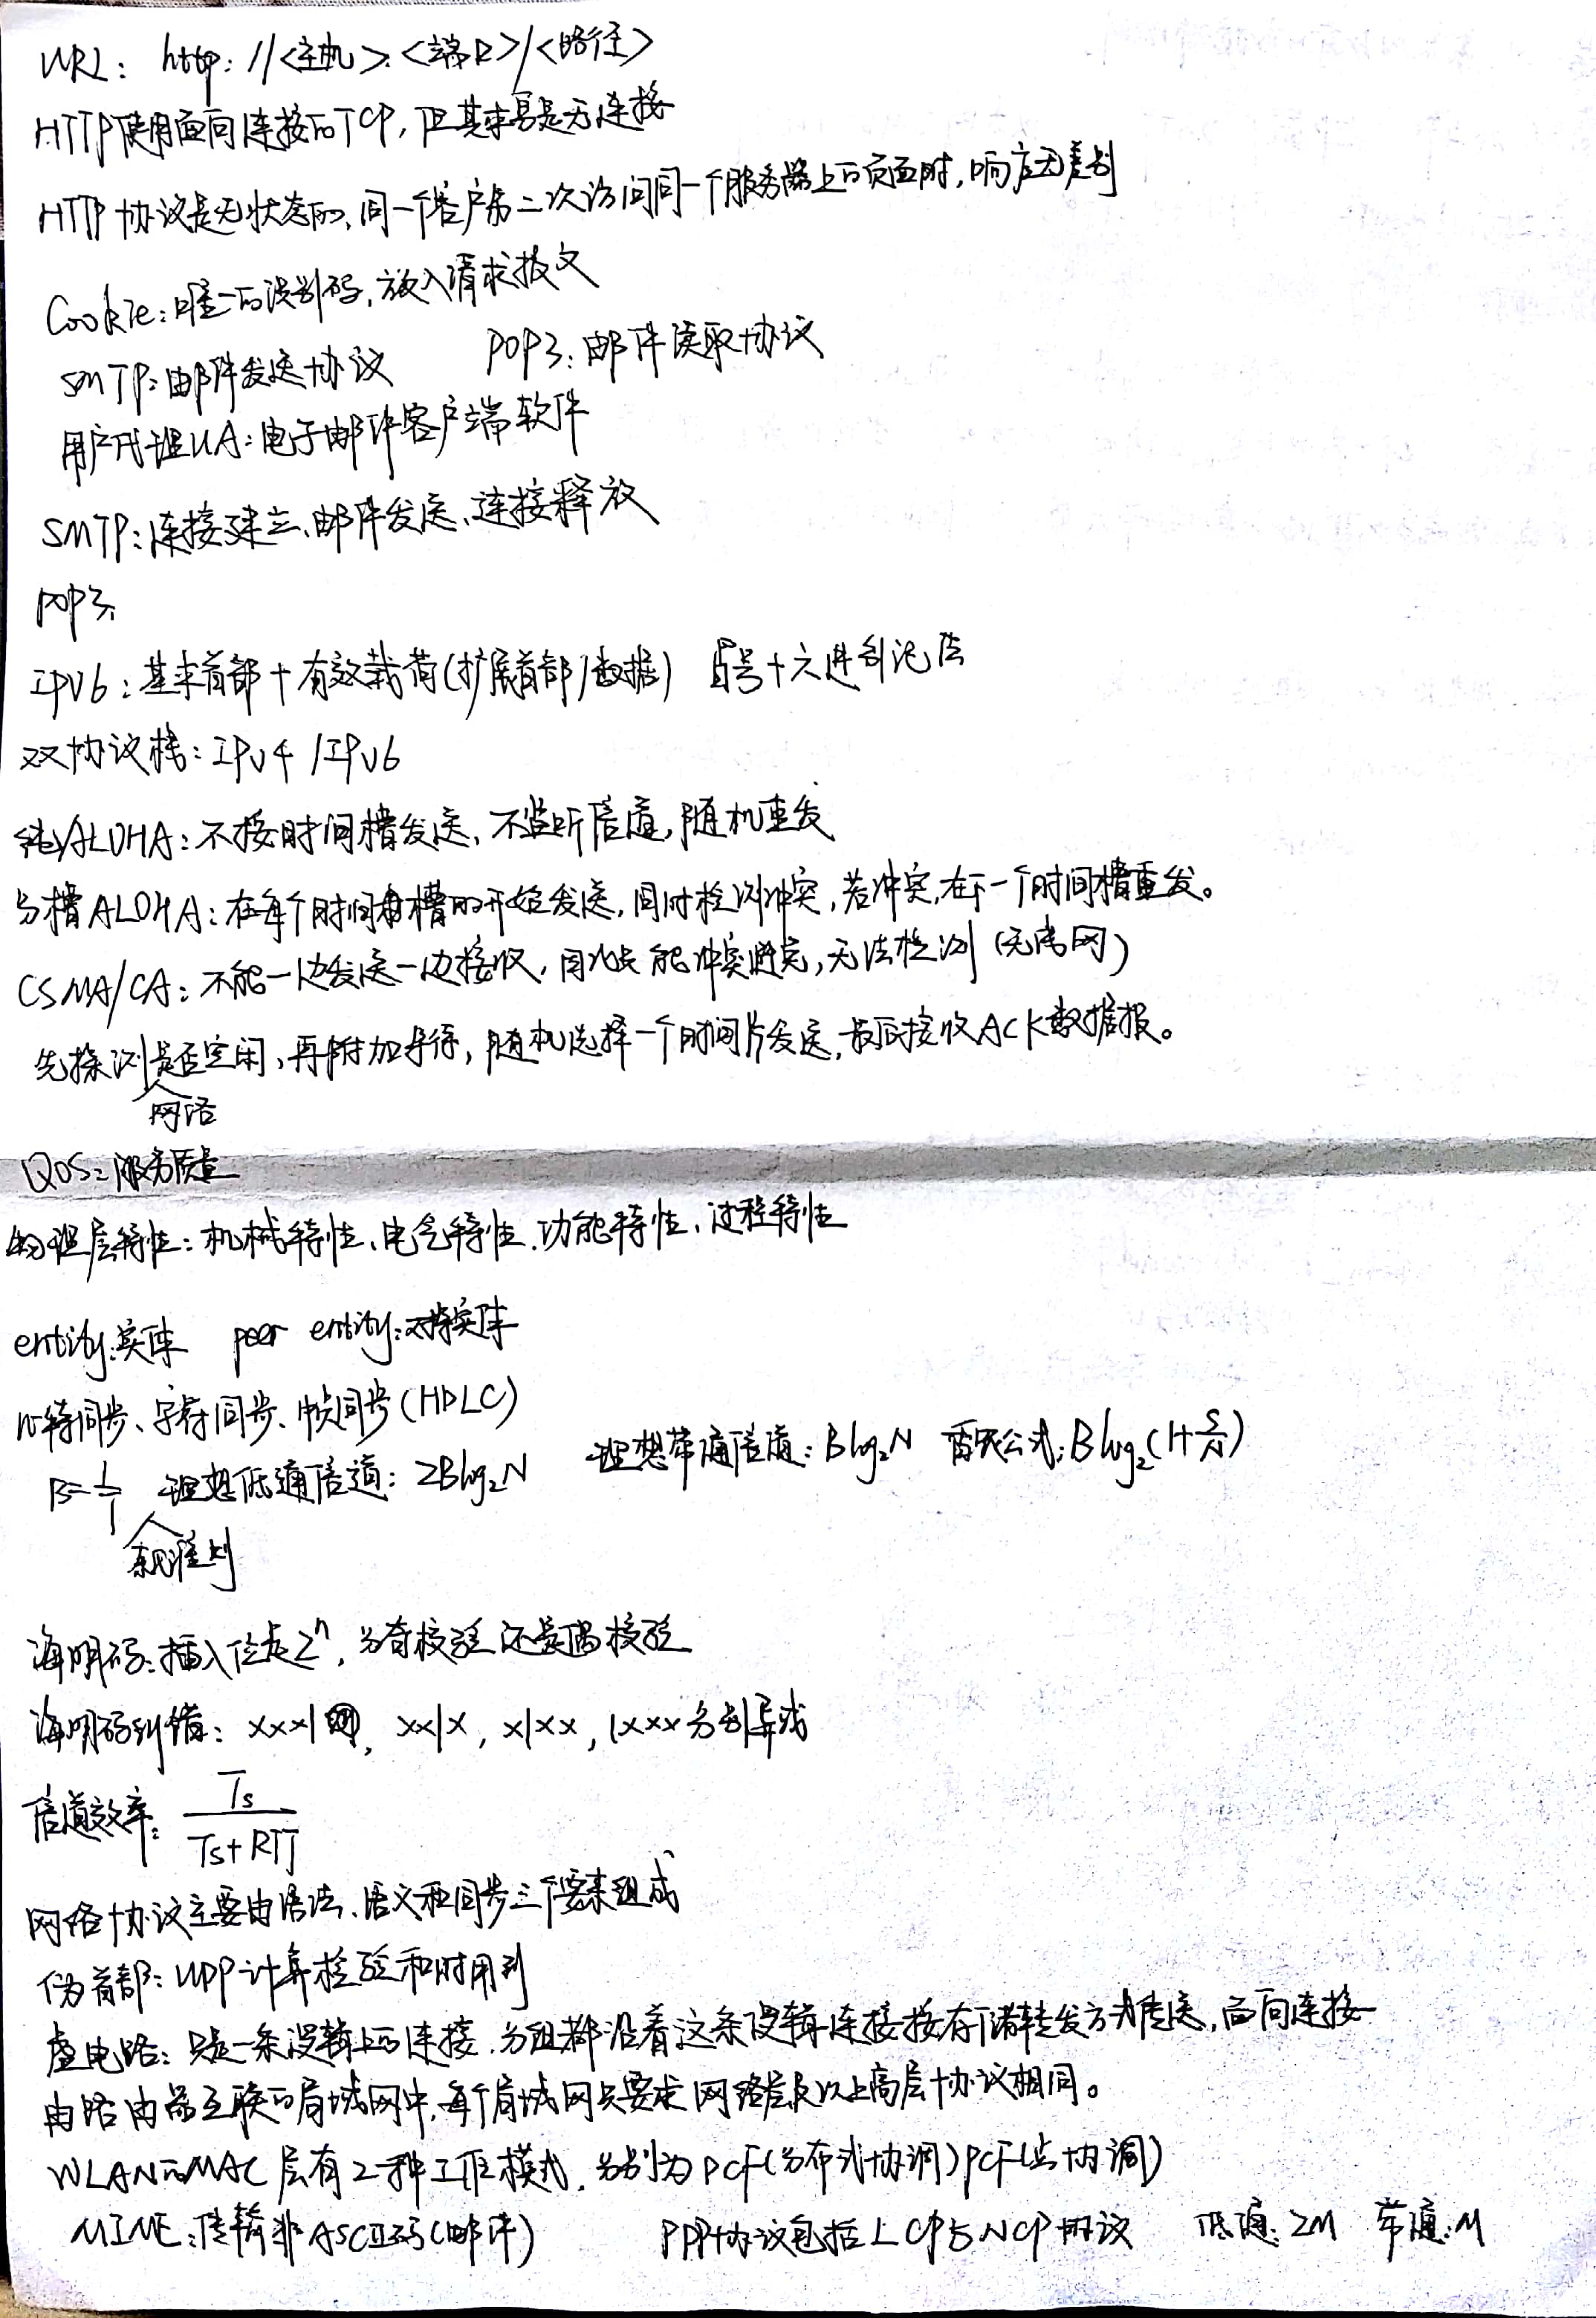 URL: http://<主机>:<端口>/<路径>
HTTP使用面向连接的TCP,但其本身是无连接
HTTP协议是无状态的,同一个客户第二次访问同一个服务器上的页面时,响应无差别
Cookie:唯一的识别码,放入请求报文
SMTP:邮件发送协议 POP3:邮件读取协议
用户代理UA:电子邮件客户端软件
SMTP:连接建立、邮件发送、连接释放
POP3:
IPV6:基本首部+有效载荷(扩展首部/数据) 冒号十六进制记法
双协议栈:IPv4/IPv6
纯ALOHA:不按时间槽发送,不监听信道,随机重发
分槽ALOHA:在每个时间槽的开始发送,同时检测冲突,若冲突,在下一个时间槽重发。
CSMA/CA:不能一边发送一边接收,因此只能冲突避免,无法检测(无线网)
先探测网络是否空闲,再附加等待,随机选择一个时间片发送,最后接收ACK数据报。
QoS:服务质量
物理层特性:机械特性、电气特性、功能特性、过程特性
entity:实体 peer entity:对等实体
比特同步、字符同步、帧同步(HDLC)
B=1/T 理想低通信道:2Blog₂N 理想带通信道:Blog₂N 香农公式:Blog₂(1+S/N)
奈氏准则
海明码:插入位是2ⁿ,分奇校验还是偶校验
海明码纠错:xxx1, xx1x, x1xx, 1xxx分别异或
信道效率:Ts/(Ts+RTT)
网络协议主要由语法、语义和同步三个要素组成
伪首部:UDP计算检验和时用到
虚电路:只是一条逻辑上的连接,分组都沿着这条逻辑连接按存储转发方式传送,面向连接
由路由器互联的局域网中,每个局域网只要求网络层及以上高层协议相同。
WLAN的MAC层有2种工作模式,分别为DCF(分布式协调)PCF(点协调)
MIME:传输非ASCII码(邮件) PPP协议包括LCP与NCP协议 低通:2M 带通:M